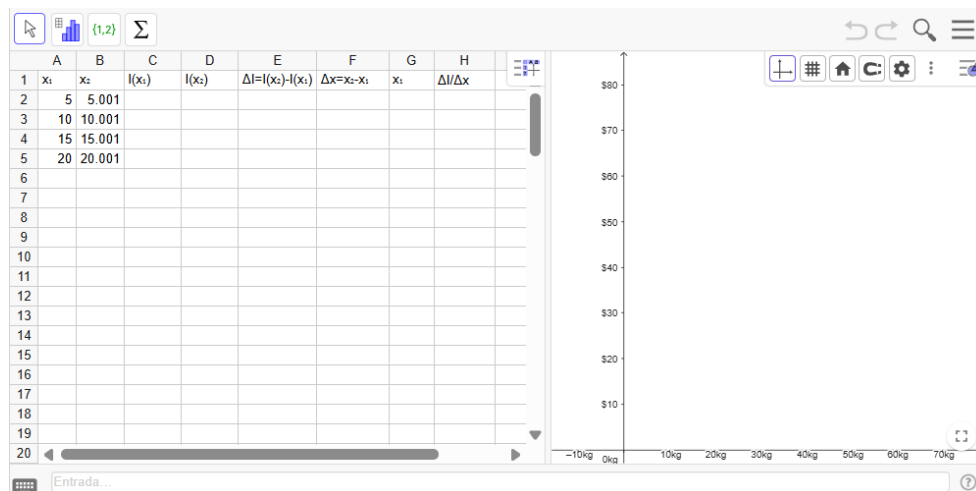 {1,2} Σ
A B C D E F G H
1 x₁ x₂ I(x₁) I(x₂) ΔI=I(x₂)-I(x₁) Δx=x₂-x₁ x₁ ΔI/Δx
2 5 5.001
3 10 10.001
4 15 15.001
5 20 20.001
6
7
8
9
10
11
12
13
14
15
16
17
18
19
20
$80
$70
$60
$50
$40
$30
$20
$10
−10kg 0kg 10kg 20kg 30kg 40kg 50kg 60kg 70kg
Entrada...